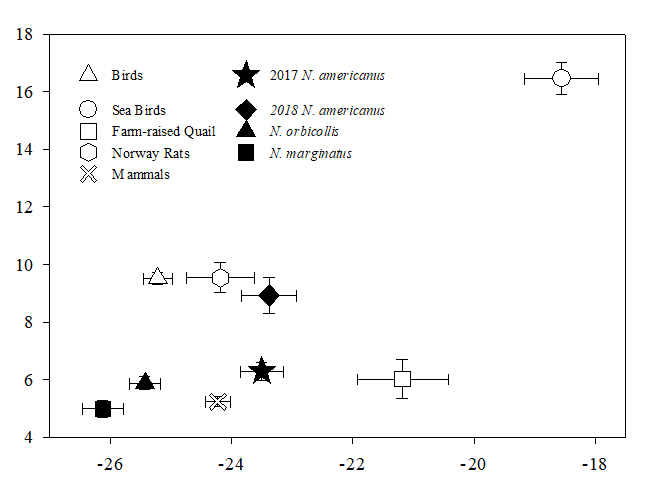 18
16
14
12
10
8
6
4
Birds
Sea Birds
Farm-raised Quail
Norway Rats
Mammals
2017 N. americanus
2018 N. americanus
N. orbicollis
N. marginatus
-26
-24
-22
-20
-18